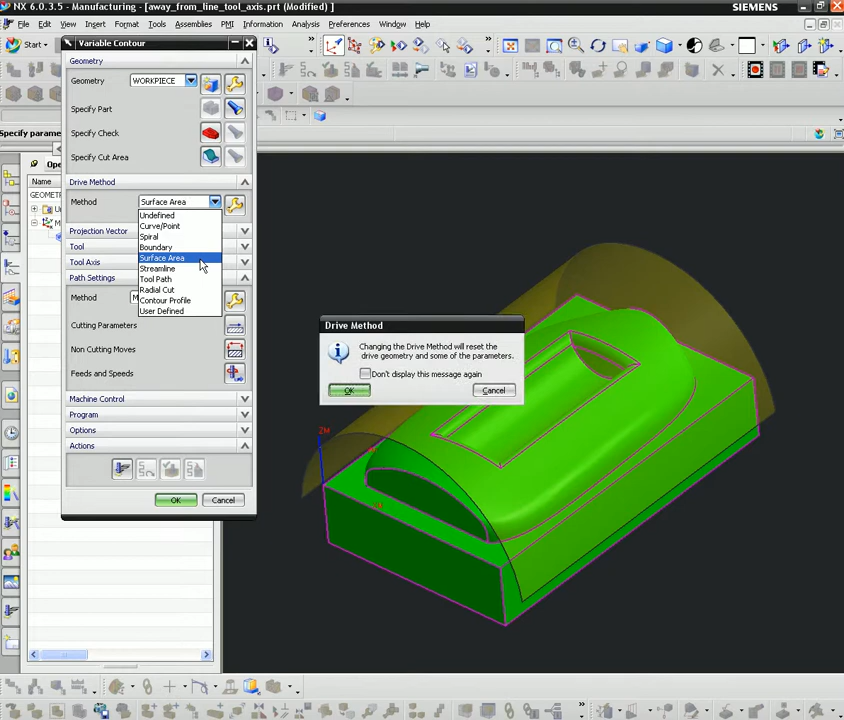 NX 6.0.3.5 - Manufacturing - [away_from_line_tool_axis.prt (Modified) ]
SIEMENS
File Edit View Insert Format Tools Assemblies PMI Information Analysis Preferences Window Help
Start
Variable Contour
Geometry
Geometry WORKPIECE
Specify Part
Specify Check
Specify parame
Specify Cut Area
Drive Method
Name
Method Surface Area
GEOMET
Undefined
Curve/Point
Projection Vector
Spiral
Tool
Boundary
Surface Area
Tool Axis
Streamline
Path Settings
Tool Path
Radial Cut
Method
Contour Profile
User Defined
Cutting Parameters
Non Cutting Moves
Feeds and Speeds
Machine Control
Program
Options
Actions
OK Cancel
Drive Method
Changing the Drive Method will reset the
drive geometry and some of the parameters.
Don't display this message again
OK Cancel
ZM